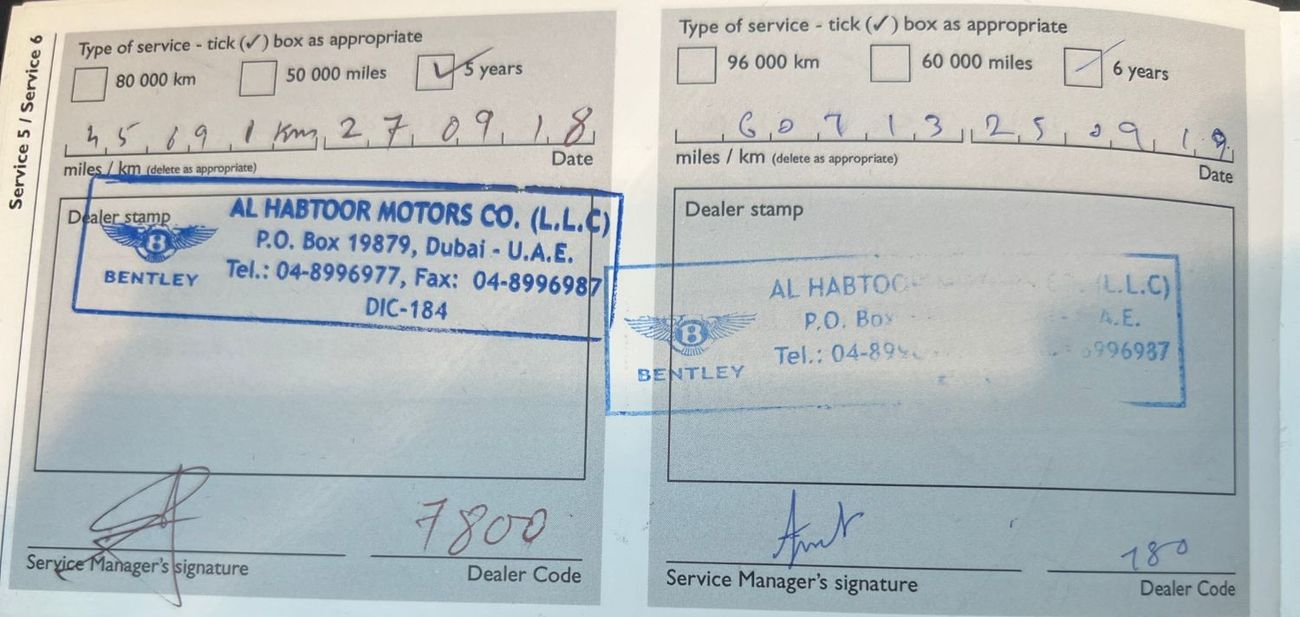 Service 5 / Service 6
Type of service - tick (✓) box as appropriate
80 000 km 50 000 miles ✓ 5 years
45691 km 27 09 18
miles / km (delete as appropriate) Date
Dealer stamp
AL HABTOOR MOTORS CO. (L.L.C)
P.O. Box 19879, Dubai - U.A.E.
Tel.: 04-8996977, Fax: 04-8996987
DIC-184
B
BENTLEY
7800
Service Manager's signature Dealer Code
Type of service - tick (✓) box as appropriate
96 000 km 60 000 miles 6 years
60713 25 09 19
miles / km (delete as appropriate) Date
Dealer stamp
AL HABTOO (L.L.C)
P.O. Box A.E.
Tel.: 04-899 996987
B
BENTLEY
780
Service Manager's signature Dealer Code